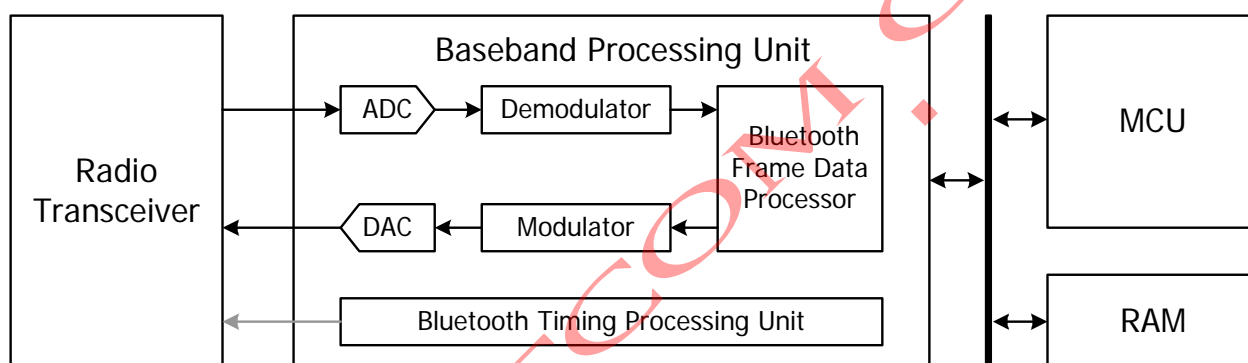 Baseband Processing Unit
Radio
Transceiver
ADC
Demodulator
Bluetooth
Frame Data
Processor
DAC
Modulator
Bluetooth Timing Processing Unit
MCU
RAM
COM